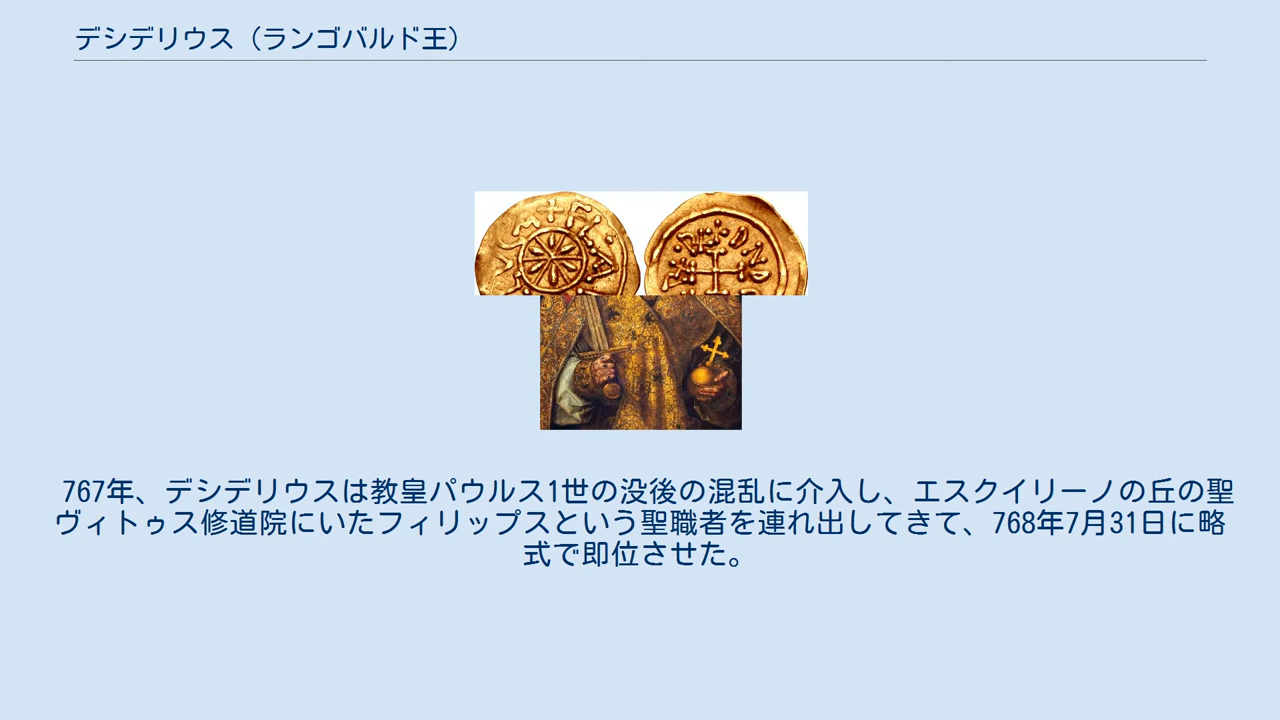 デシデリウス（ランゴバルド王）
767年、デシデリウスは教皇パウルス1世の没後の混乱に介入し、エスクイリーノの丘の聖
ヴィトゥス修道院にいたフィリップスという聖職者を連れ出してきて、768年7月31日に略
式で即位させた。